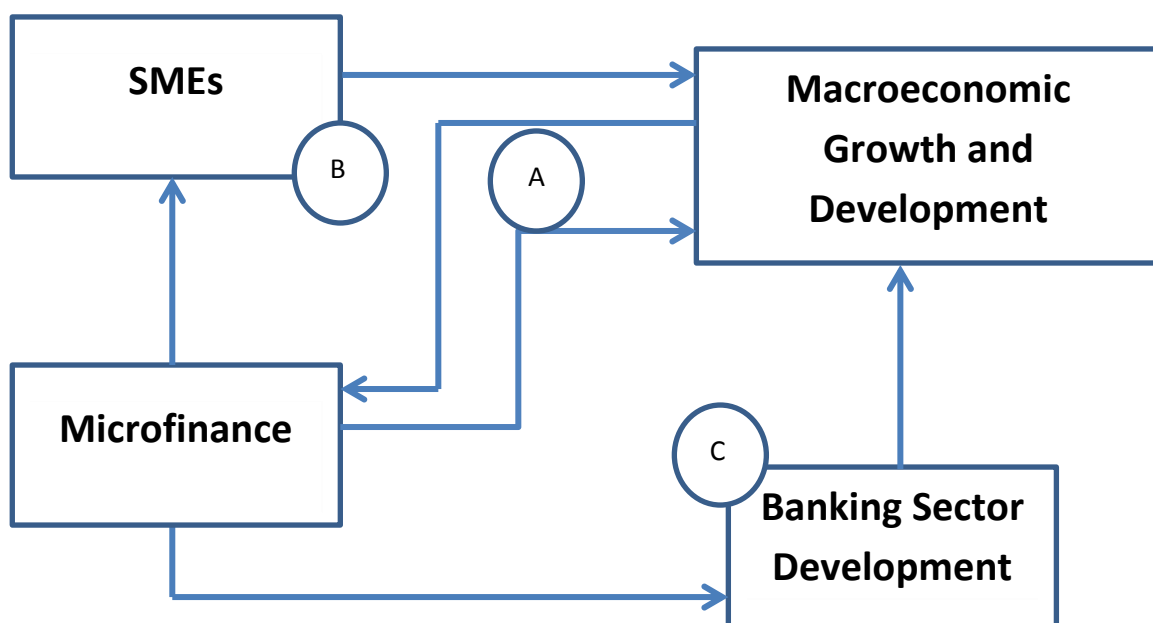 SMEs
B
A
Macroeconomic
Growth and
Development
Microfinance
C
Banking Sector
Development